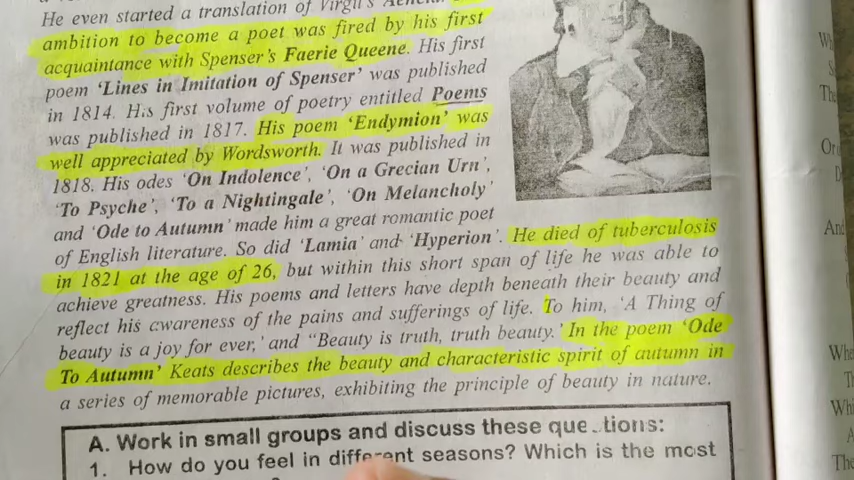 He even started a translation of Virgil's
ambition to become a poet was fired by his first
acquaintance with Spenser's Faerie Queene. His first
poem 'Lines in Imitation of Spenser' was published
in 1814. His first volume of poetry entitled Poems
was published in 1817. His poem 'Endymion' was
well appreciated by Wordsworth. It was published in
1818. His odes 'On Indolence', 'On a Grecian Urn',
'To Psyche', 'To a Nightingale', 'On Melancholy'
and 'Ode to Autumn' made him a great romantic poet
of English literature. So did 'Lamia' and 'Hyperion'. He died of tuberculosis
in 1821 at the age of 26, but within this short span of life he was able to
achieve greatness. His poems and letters have depth beneath their beauty and
reflect his cwareness of the pains and sufferings of life. To him, 'A Thing of
beauty is a joy for ever,' and "Beauty is truth, truth beauty.' In the poem 'Ode
To Autumn' Keats describes the beauty and characteristic spirit of autumn in
a series of memorable pictures, exhibiting the principle of beauty in nature.
A. Work in small groups and discuss these que tions:
1. How do you feel in different seasons? Which is the most